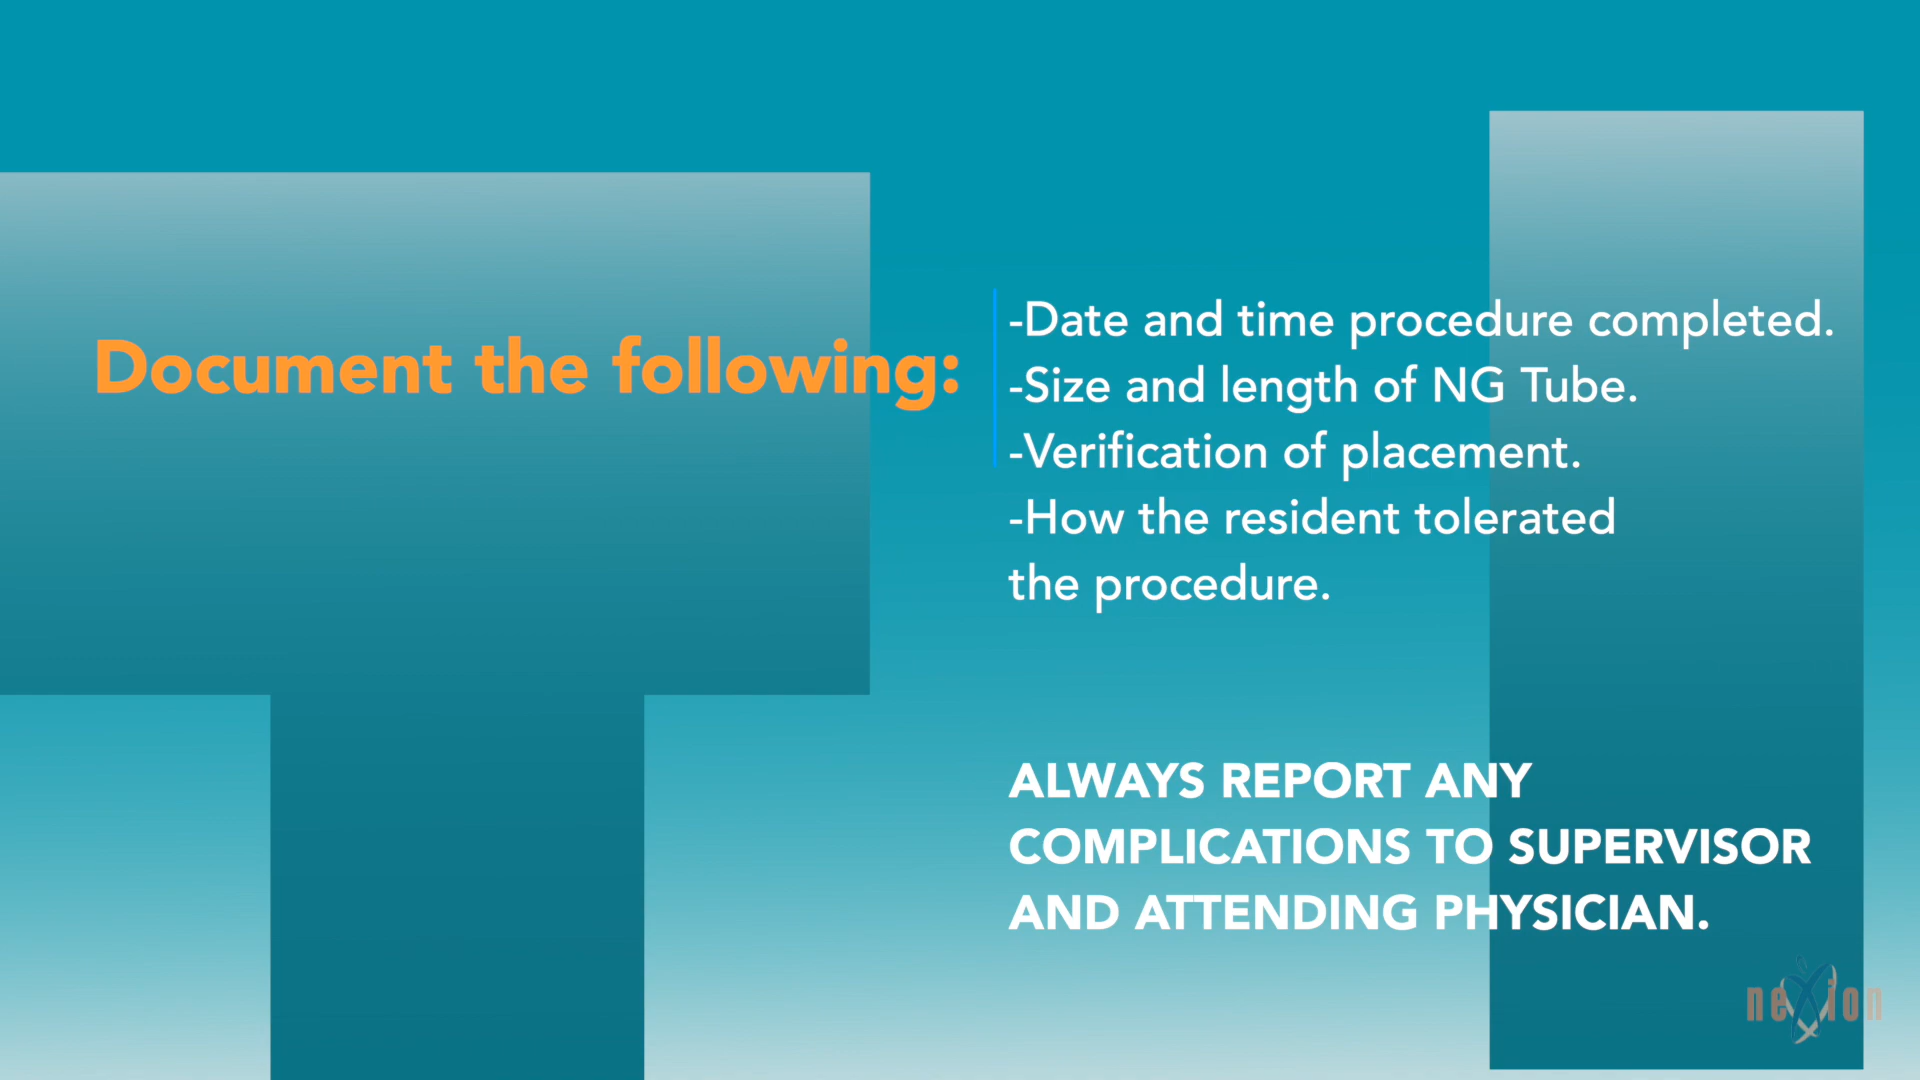 Document the following:
-Date and time procedure completed.
-Size and length of NG Tube.
-Verification of placement.
-How the resident tolerated
the procedure.
ALWAYS REPORT ANY
COMPLICATIONS TO SUPERVISOR
AND ATTENDING PHYSICIAN.
nexion